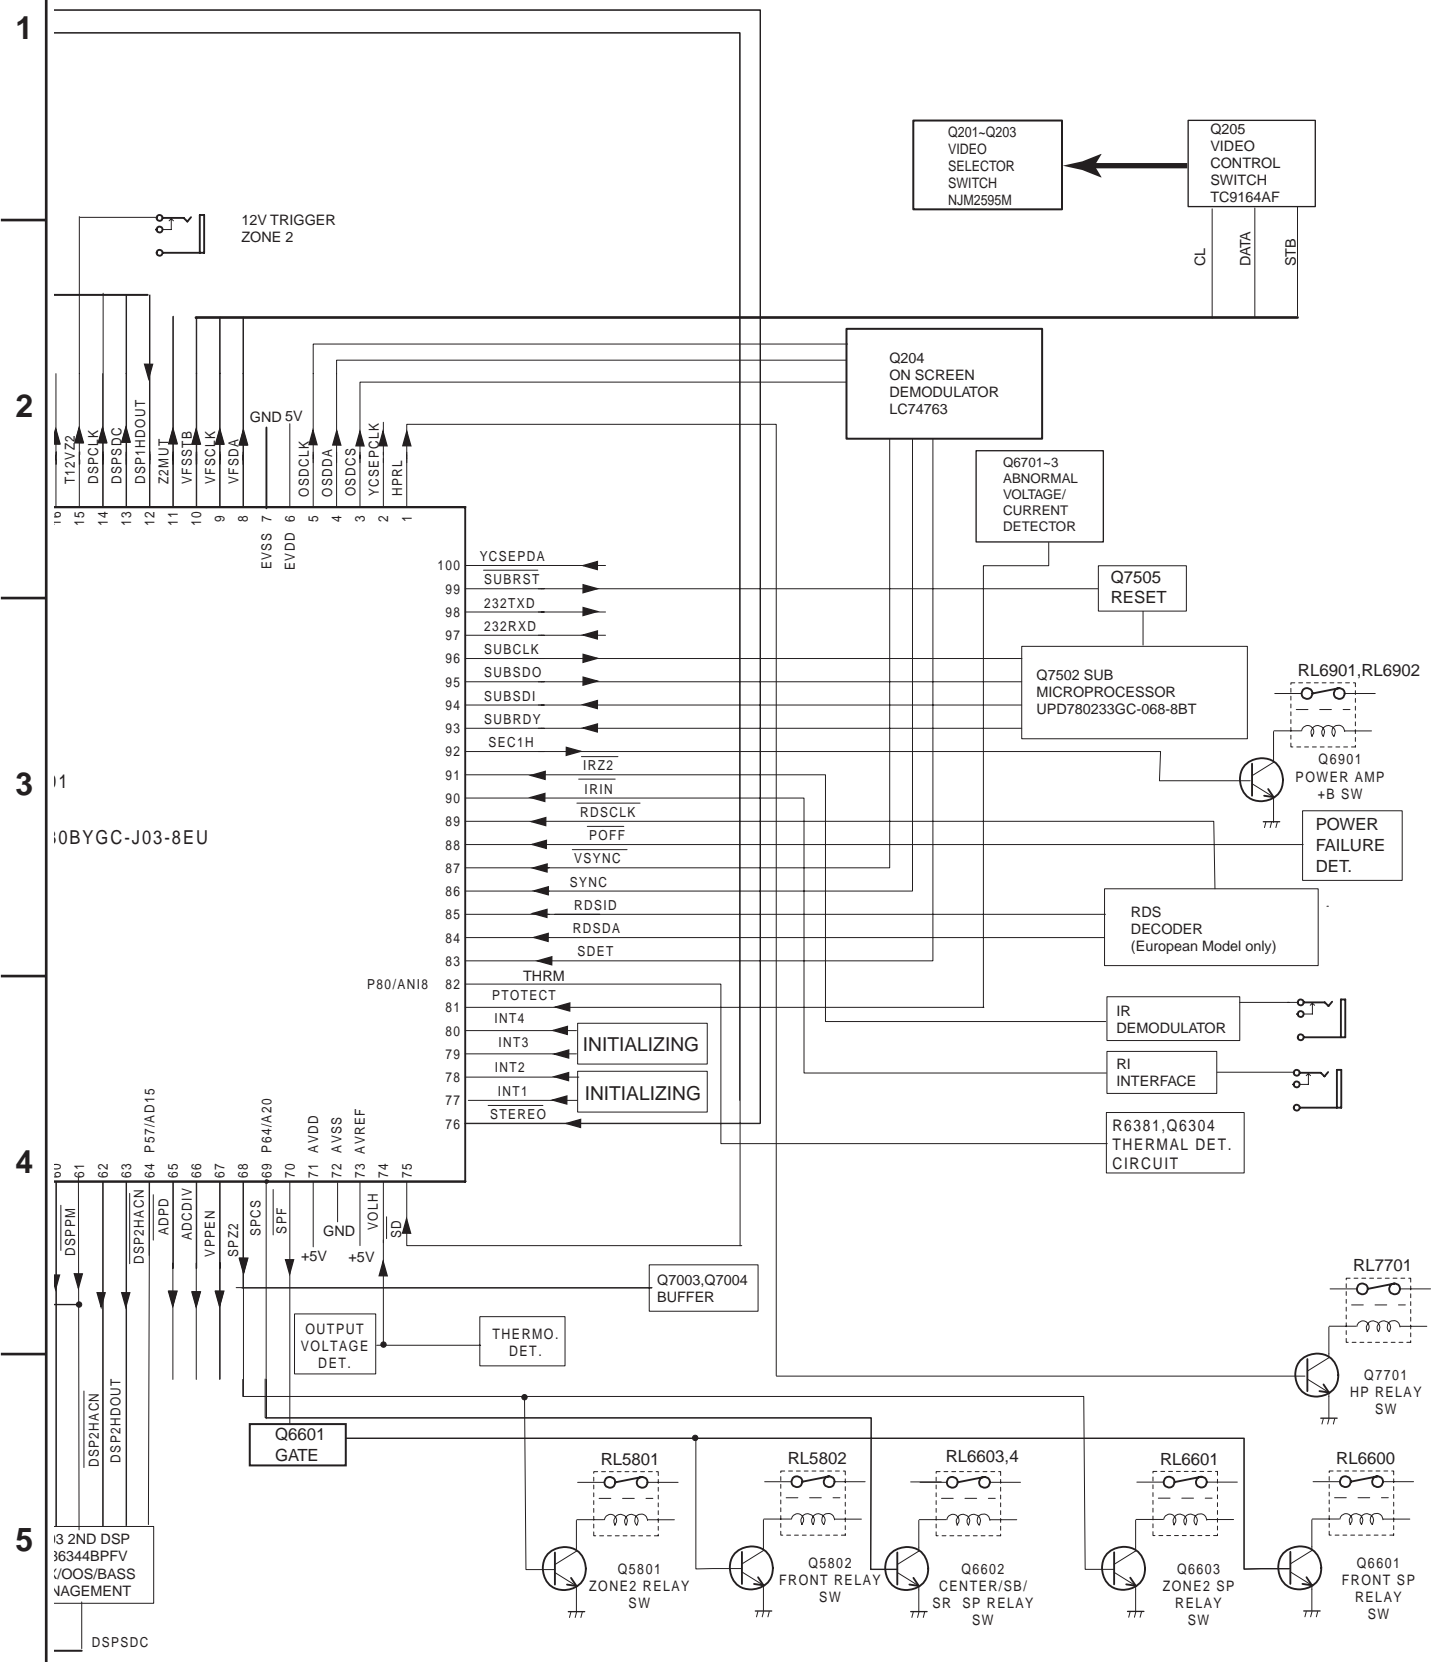 1
Q201~Q203
VIDEO
SELECTOR
SWITCH
NJM2595M
Q205
VIDEO
CONTROL
SWITCH
TC9164AF
12V TRIGGER
ZONE 2
CL
DATA
STB
2
Q204
ON SCREEN
DEMODULATOR
LC74763
T12VZ2
DSPCLK
DSPSDC
DSP1HDOUT
Z2MUT
VFSSTB
VFSCLK
VFSDA
GND 5V
OSDCLK
OSDDA
OSDCS
YCSEPCLK
HPRL
16
15
14
13
12
11
10
9
8
EVSS 7
EVDD 6
5
4
3
2
1
Q6701~3
ABNORMAL
VOLTAGE/
CURRENT
DETECTOR
100 YCSEPDA
99 SUBRST
98 232TXD
97 232RXD
96 SUBCLK
95 SUBSDO
94 SUBSDI
93 SUBRDY
92 SEC1H
91 IRZ2
90 IRIN
89 RDSCLK
88 POFF
87 VSYNC
86 SYNC
85 RDSID
84 RDSDA
83 SDET
P80/ANI8 82 THRM
81 PTOTECT
80 INT4
79 INT3
78 INT2
77 INT1
76 STEREO
INITIALIZING
INITIALIZING
Q7505
RESET
Q7502 SUB
MICROPROCESSOR
UPD780233GC-068-8BT
RL6901,RL6902
Q6901
POWER AMP
+B SW
3
01
80BYGC-J03-8EU
POWER
FAILURE
DET.
RDS
DECODER
(European Model only)
IR
DEMODULATOR
RI
INTERFACE
R6381,Q6304
THERMAL DET.
CIRCUIT
4
60
61
62
63
64 P57/AD15
65
66
67
68
69 P64/A20
70
71 AVDD
72 AVSS
73 AVREF
74
75
DSPPM
DSP2HACN
ADPD
ADCDIV
VPPEN
SPZ2
SPCS
SPF
+5V
GND
+5V
VOLH
SD
Q7003,Q7004
BUFFER
OUTPUT
VOLTAGE
DET.
THERMO.
DET.
RL7701
Q7701
HP RELAY
SW
DSP2HACN
DSP2HDOUT
Q6601
GATE
5
03 2ND DSP
36344BPFV
/OOS/BASS
NAGEMENT
DSPSDC
RL5801
Q5801
ZONE2 RELAY
SW
RL5802
Q5802
FRONT RELAY
SW
RL6603,4
Q6602
CENTER/SB/
SR SP RELAY
SW
RL6601
Q6603
ZONE2 SP
RELAY
SW
RL6600
Q6601
FRONT SP
RELAY
SW